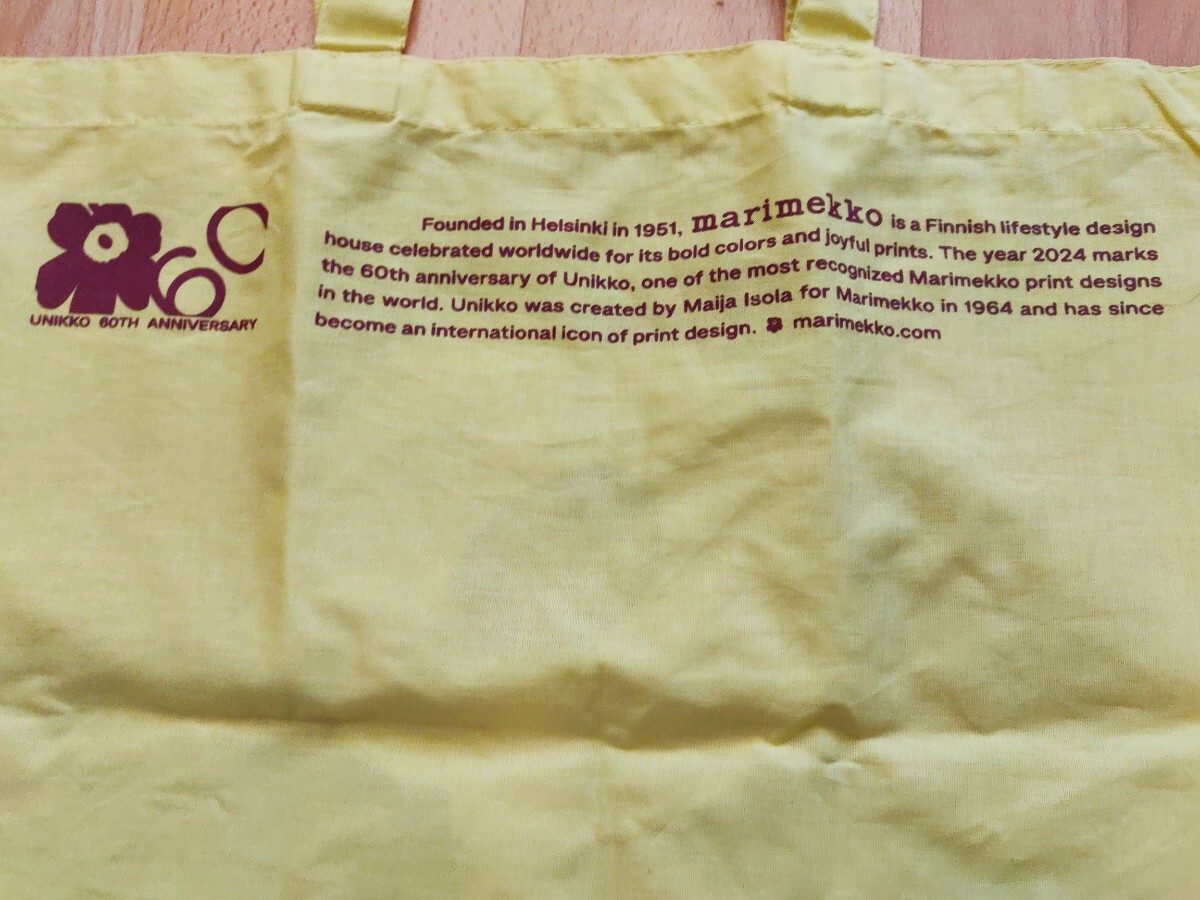 60
UNIKKO 60TH ANNIVERSARY
Founded in Helsinki in 1951, marimekko is a Finnish lifestyle design
house celebrated worldwide for its bold colors and joyful prints. The year 2024 marks
the 60th anniversary of Unikko, one of the most recognized Marimekko print designs
in the world. Unikko was created by Maija Isola for Marimekko in 1964 and has since
become an international icon of print design. marimekko.com